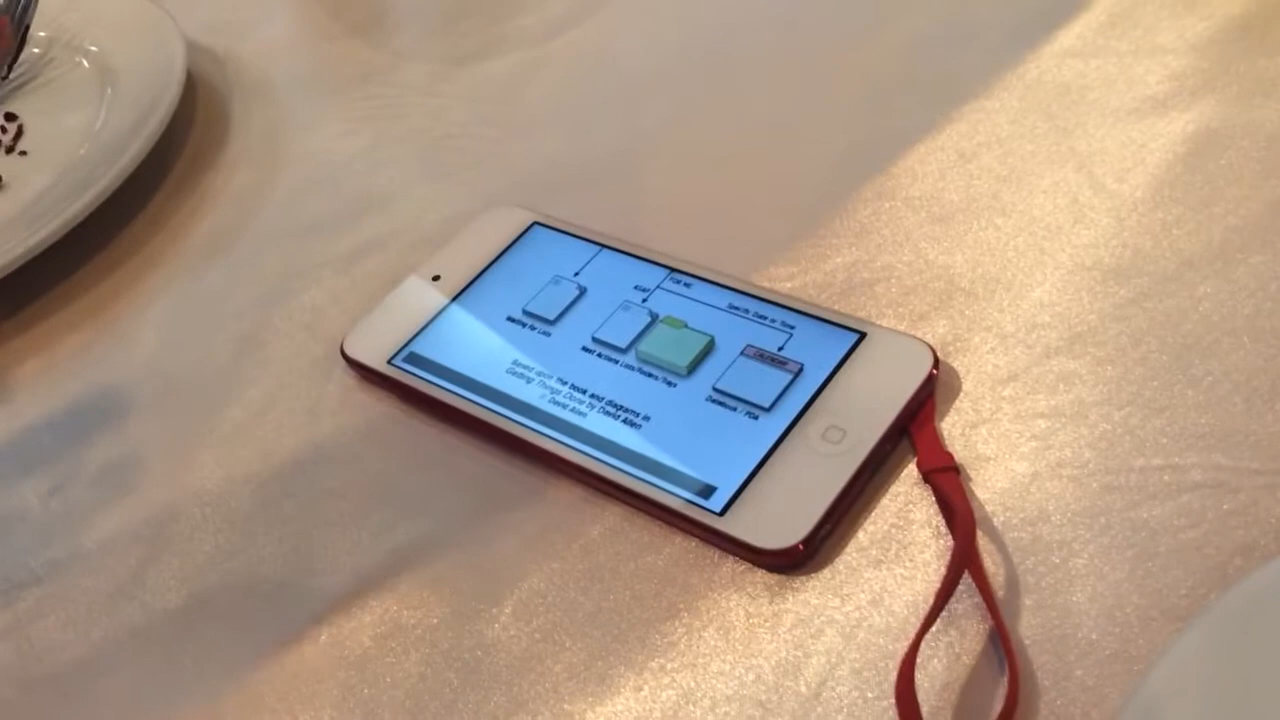 FOR ME
ASAP
Specific Date or Time
Waiting for Lists
Next Actions Lists/Folders/Trays
CALENDAR
Datebook / PDA
Based upon the book and diagrams in
Getting Things Done by David Allen
David Allen